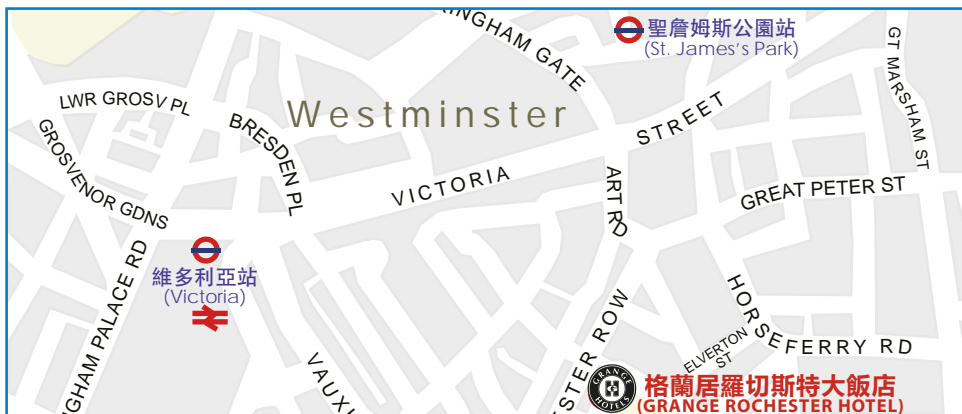 INGHAM GATE
聖詹姆斯公園站
(St. James's Park)
GT MARSHAM ST
LWR GROSV PL
BRESDEN PL
Westminster
STREET
GROSVENOR GDNS
VICTORIA
ART RD
GREAT PETER ST
維多利亞站
(Victoria)
INGHAM PALACE RD
HORSEFERRY RD
ELVERTON
ST
VAUX
STER ROW
GRANGE
HOTELS
格蘭居羅切斯特大飯店
(GRANGE ROCHESTER HOTEL)